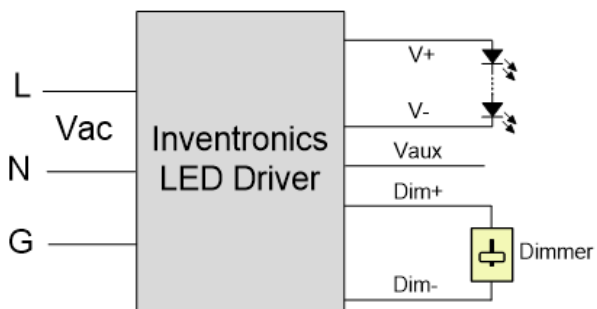 L
Vac
N
G
Inventronics
LED Driver
V+
V-
Vaux
Dim+
Dimmer
Dim-